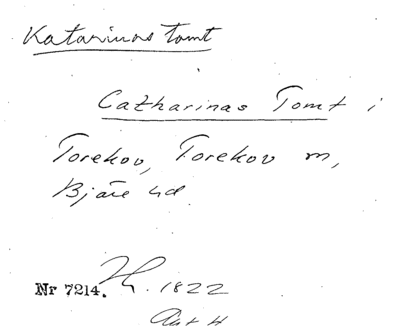 Katarinas tomt
Catharinas Tomt i
Torekov, Torekov m,
Bjäre hd.
Nr 7214. 1822